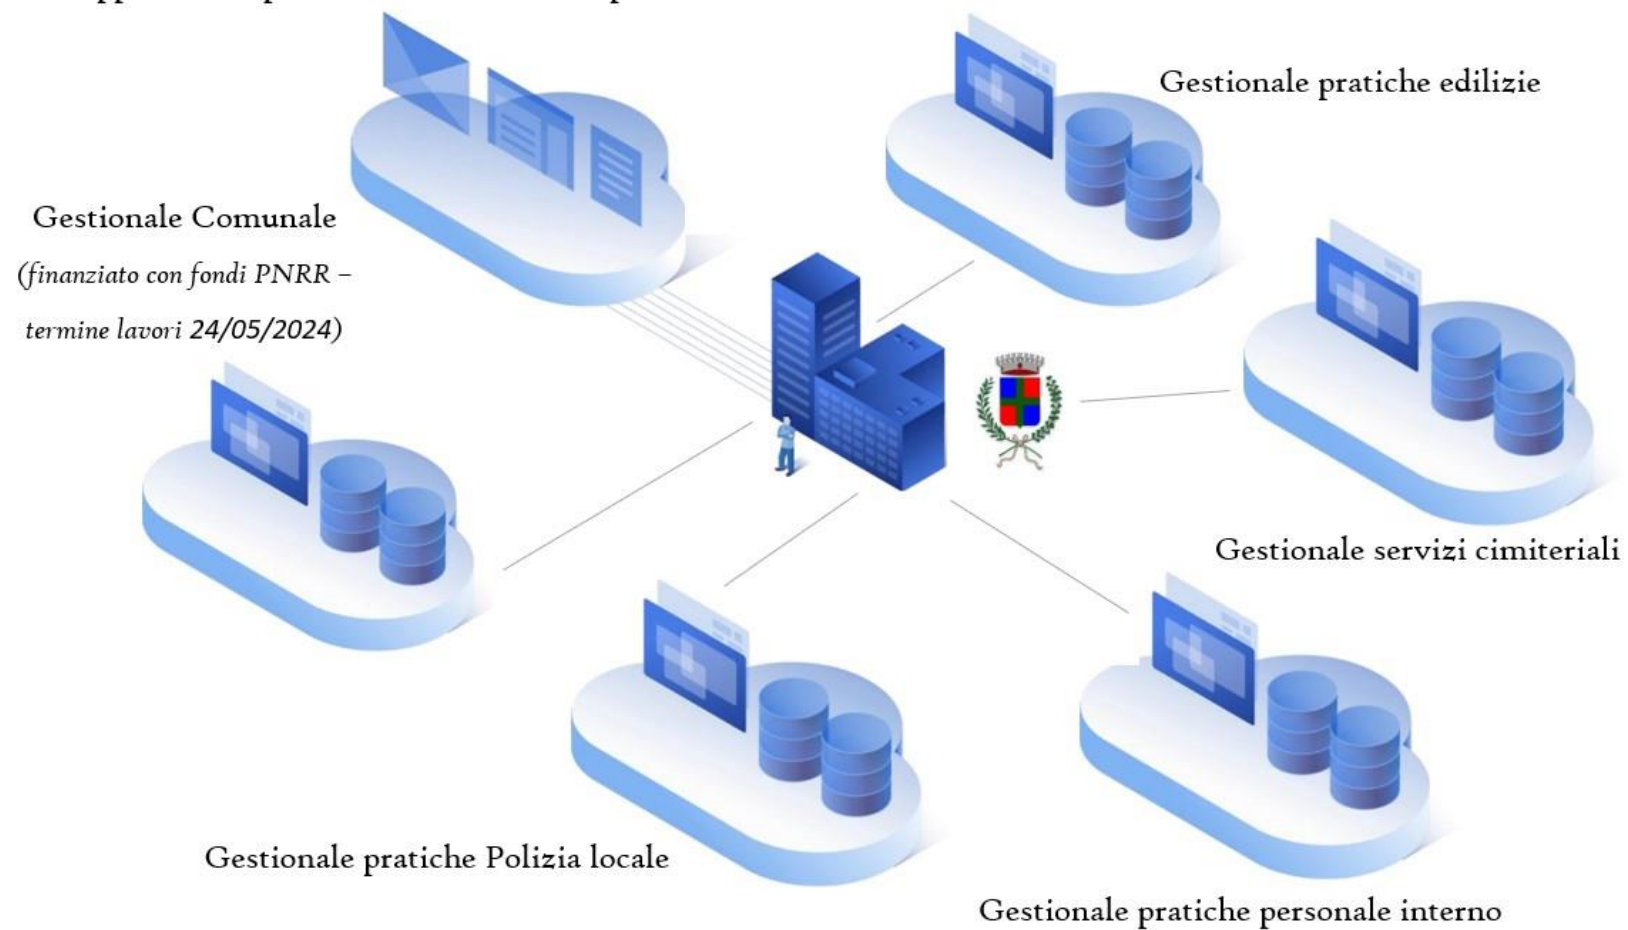 Gestionale pratiche edilizie
Gestionale Comunale
(finanziato con fondi PNRR –
termine lavori 24/05/2024)
Gestionale servizi cimiteriali
Gestionale pratiche Polizia locale
Gestionale pratiche personale interno